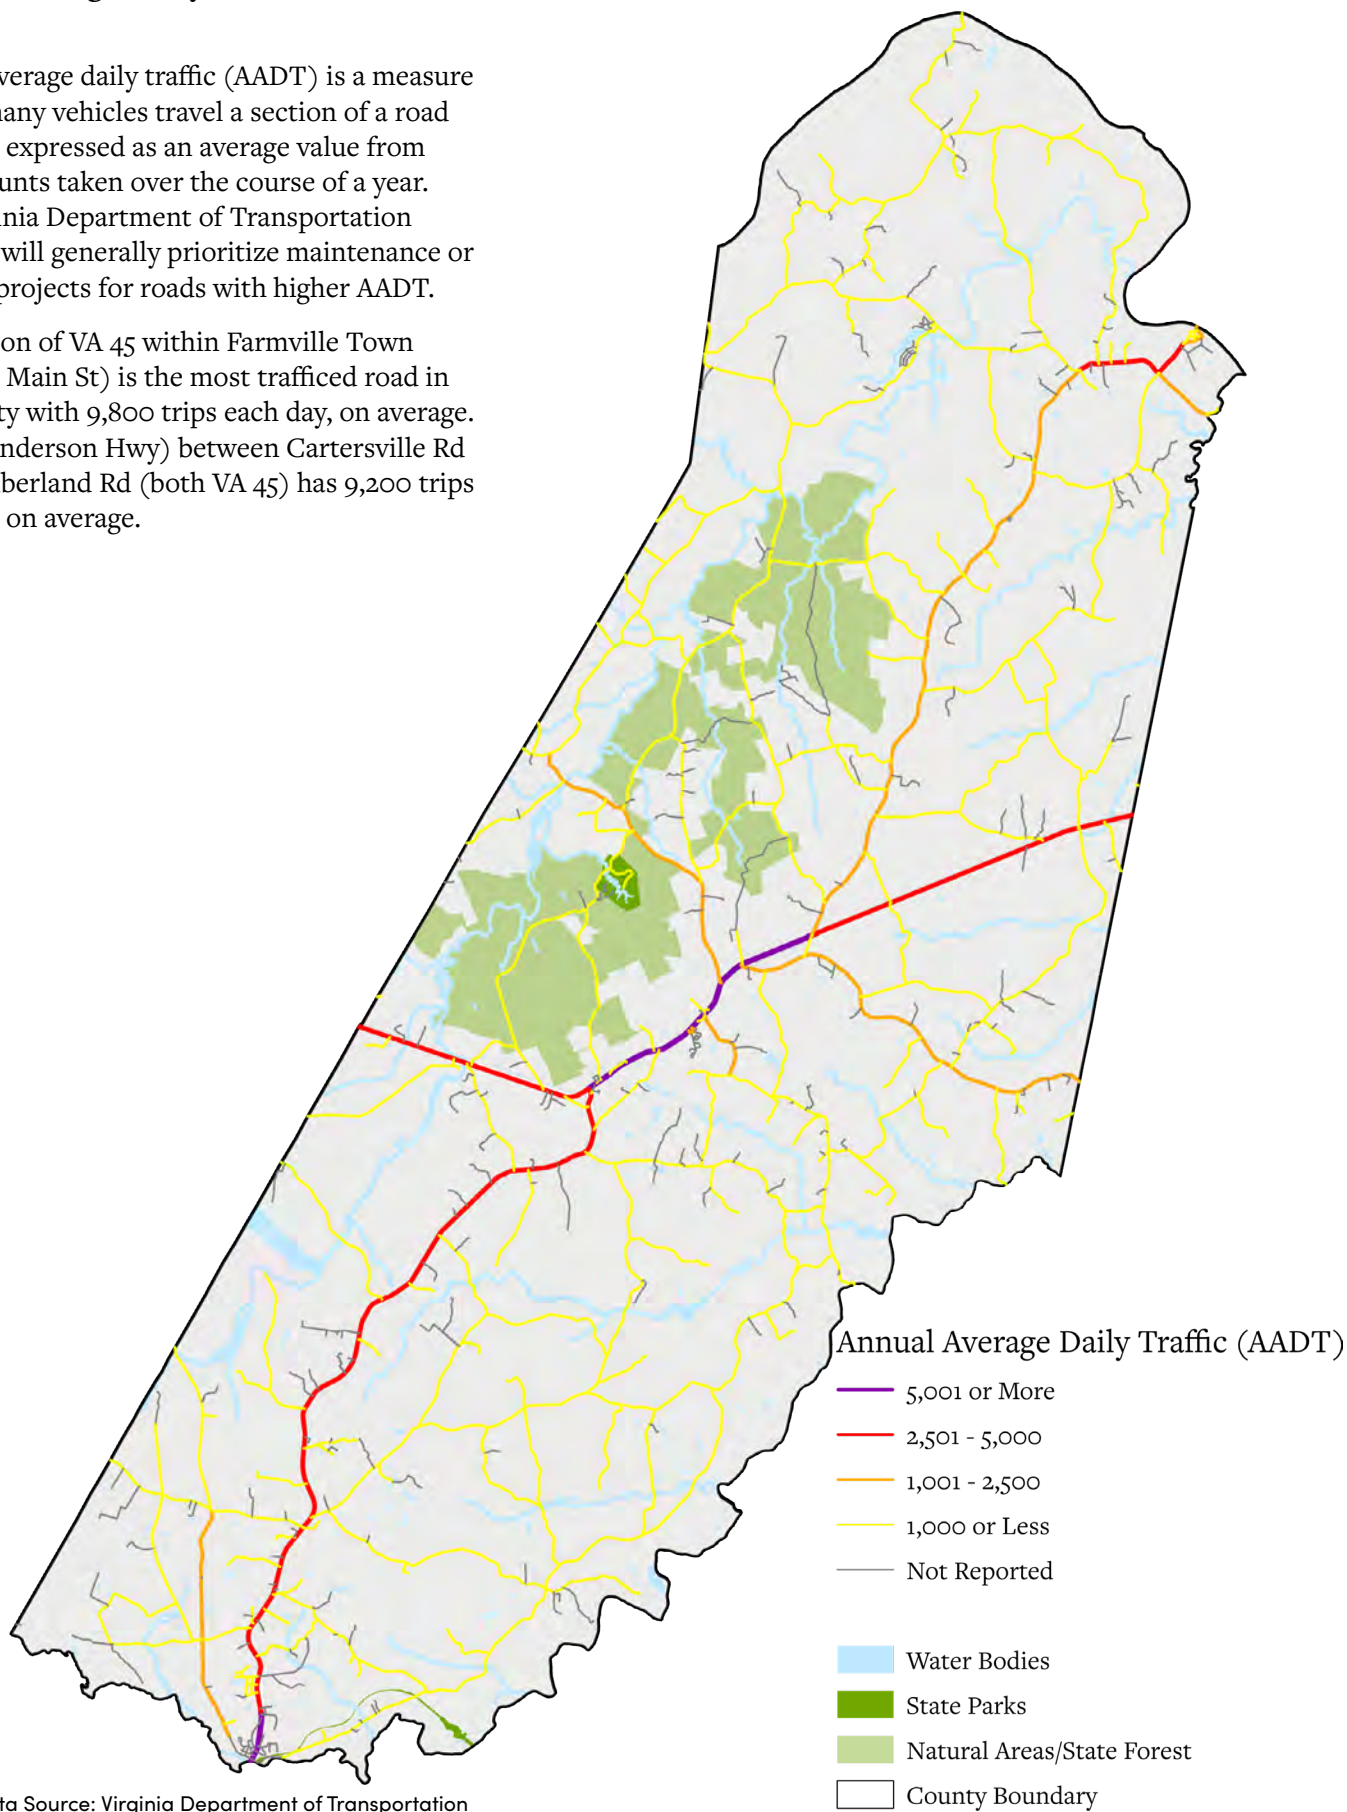 verage daily traffic (AADT) is a measure
many vehicles travel a section of a road
expressed as an average value from
unts taken over the course of a year.
inia Department of Transportation
will generally prioritize maintenance or
projects for roads with higher AADT.
on of VA 45 within Farmville Town
Main St) is the most trafficed road in
ty with 9,800 trips each day, on average.
nderson Hwy) between Cartersville Rd
berland Rd (both VA 45) has 9,200 trips
on average.
Annual Average Daily Traffic (AADT)
5,001 or More
2,501 - 5,000
1,001 - 2,500
1,000 or Less
Not Reported
Water Bodies
State Parks
Natural Areas/State Forest
County Boundary
ta Source: Virginia Department of Transportation